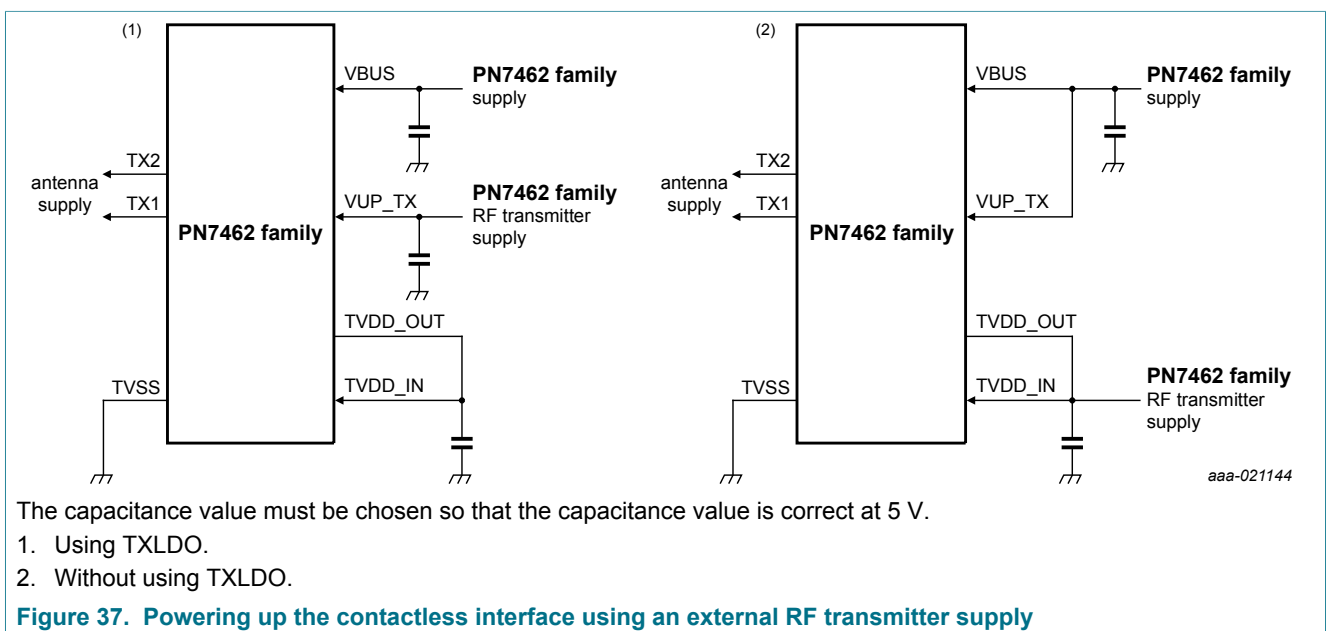 (1)
VBUS
PN7462 family
supply
TX2
antenna
supply
TX1
VUP_TX
PN7462 family
RF transmitter
supply
PN7462 family
TVDD_OUT
TVSS
TVDD_IN
(2)
VBUS
PN7462 family
supply
TX2
antenna
supply
TX1
VUP_TX
PN7462 family
TVDD_OUT
TVSS
TVDD_IN
PN7462 family
RF transmitter
supply
aaa-021144
The capacitance value must be chosen so that the capacitance value is correct at 5 V.
1. Using TXLDO.
2. Without using TXLDO.
Figure 37. Powering up the contactless interface using an external RF transmitter supply